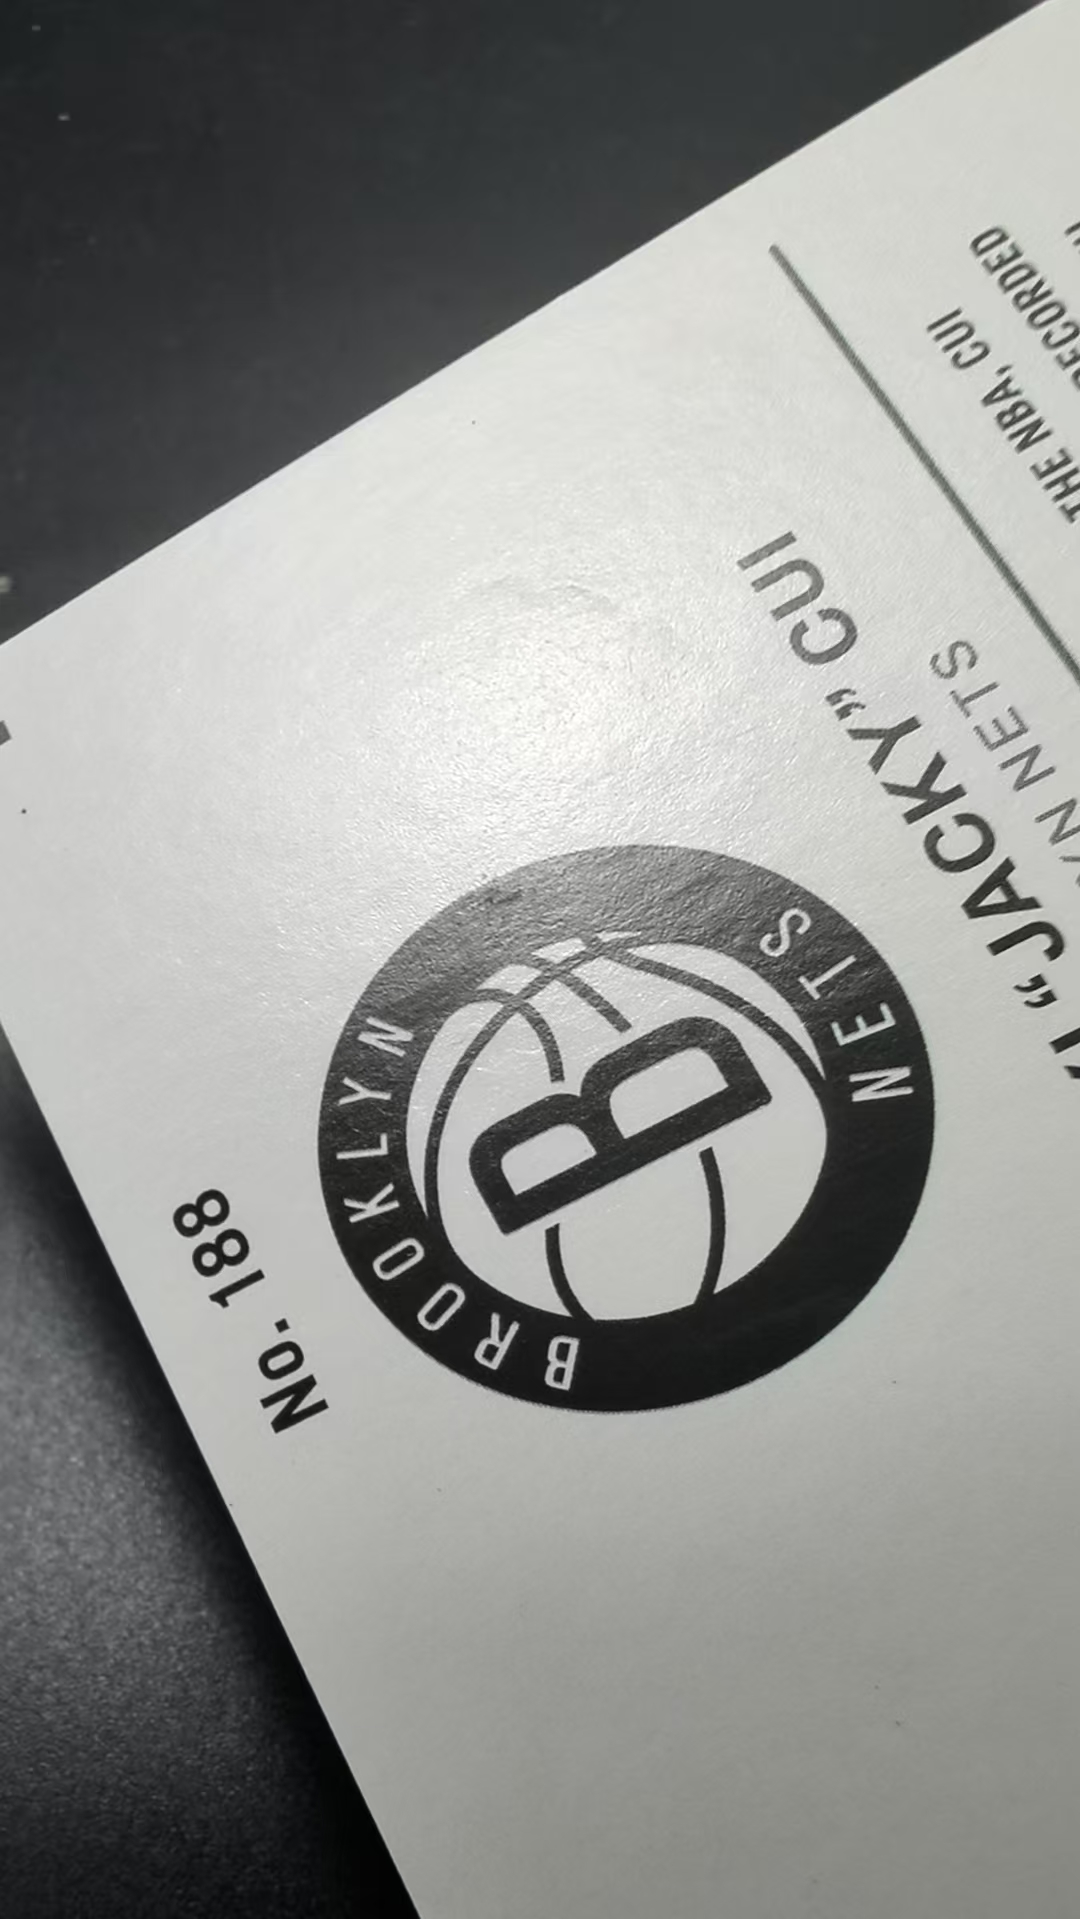 No. 188
BROOKLYN
NETS
B
"JACKY" CUI
NETS
THE NBA, CUI
RECORDED